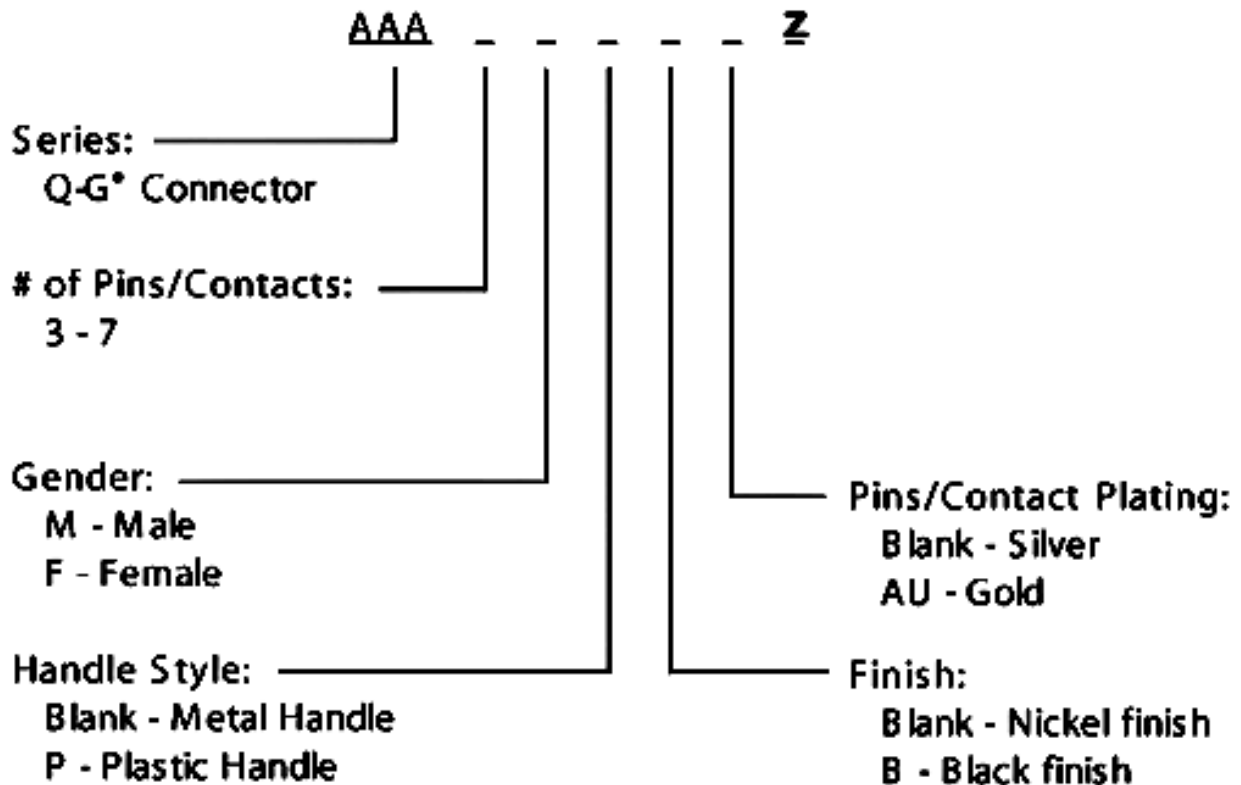 AAA _ _ _ _ _ Z
Series:
Q-G® Connector
# of Pins/Contacts:
3 - 7
Gender:
M - Male
F - Female
Handle Style:
Blank - Metal Handle
P - Plastic Handle
Pins/Contact Plating:
Blank - Silver
AU - Gold
Finish:
Blank - Nickel finish
B - Black finish